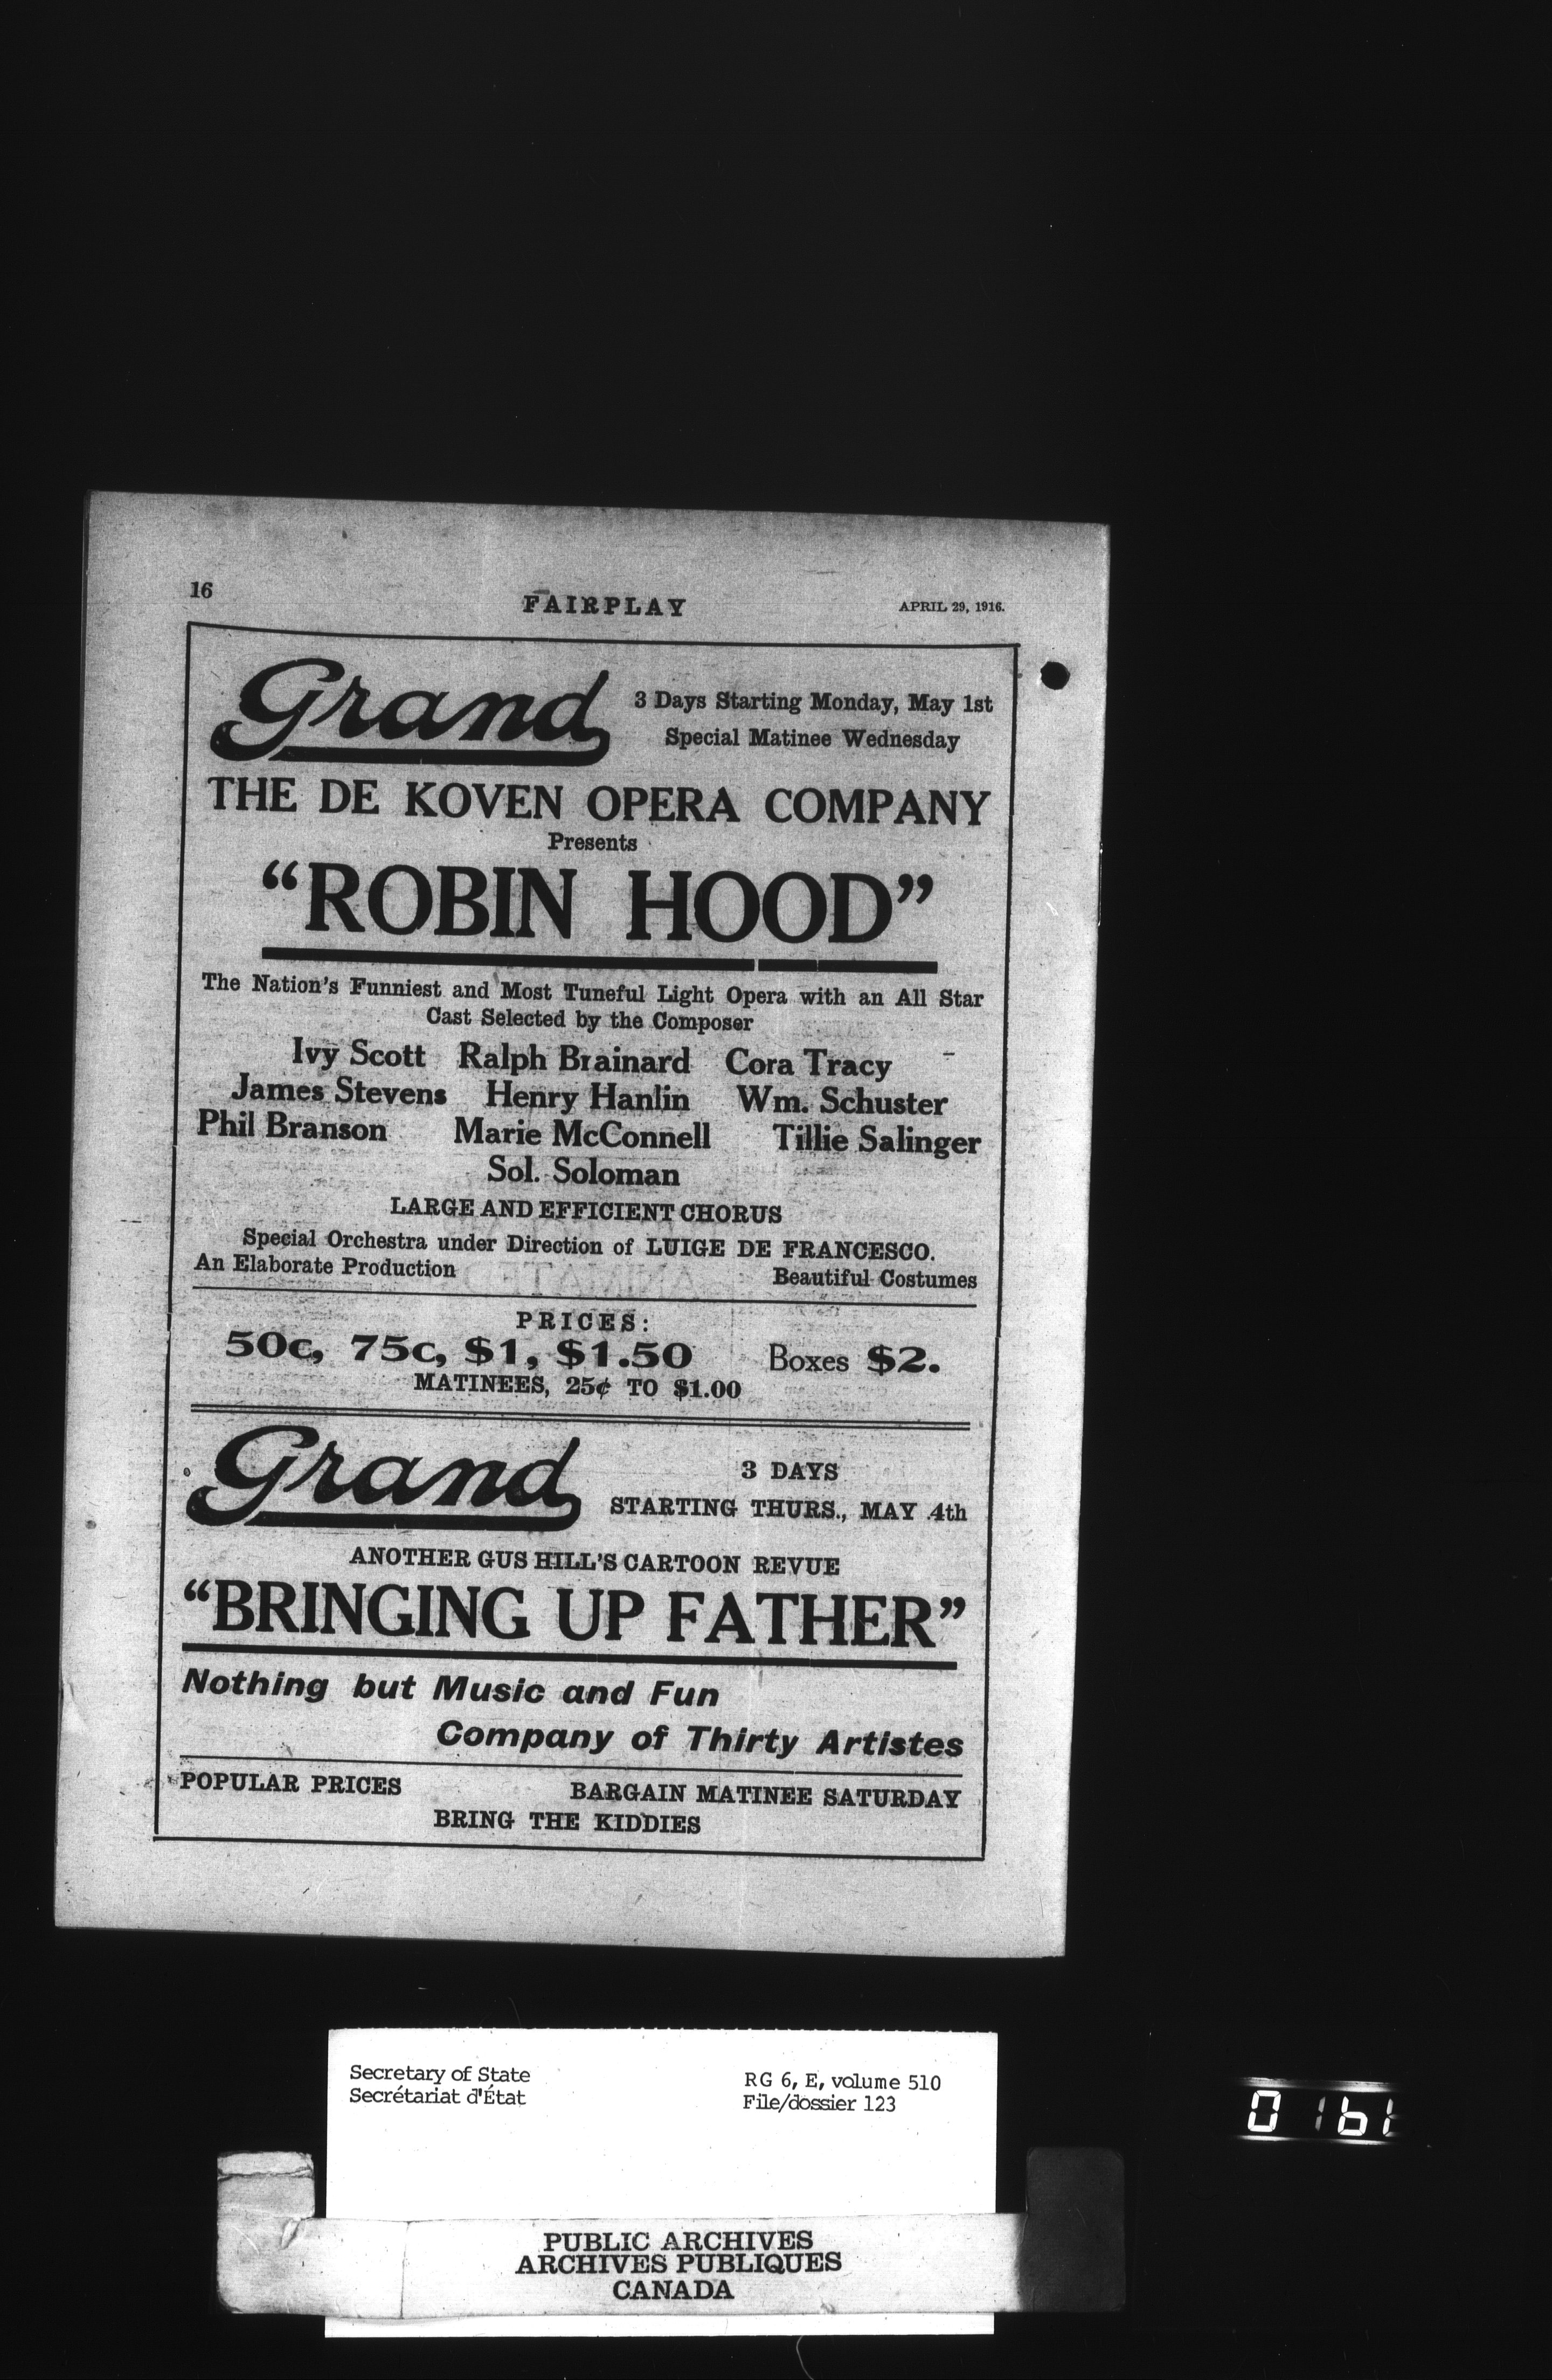 16
FAIRPLAY
APRIL 29, 1916.
Grand
3 Days Starting Monday, May 1st
Special Matinee Wednesday
THE DE KOVEN OPERA COMPANY
Presents
“ROBIN HOOD”
The Nation's Funniest and Most Tuneful Light Opera with an All Star
Cast Selected by the Composer
Ivy Scott Ralph Brainard Cora Tracy
James Stevens Henry Hanlin Wm. Schuster
Phil Branson Marie McConnell Tillie Salinger
Sol. Soloman
LARGE AND EFFICIENT CHORUS
Special Orchestra under Direction of LUIGE DE FRANCESCO.
An Elaborate Production Beautiful Costumes
PRICES:
50c, 75c, $1, $1.50 Boxes $2.
MATINEES, 25¢ TO $1.00
Grand
3 DAYS
STARTING THURS., MAY 4th
ANOTHER GUS HILL'S CARTOON REVUE
“BRINGING UP FATHER”
Nothing but Music and Fun
Company of Thirty Artistes
POPULAR PRICES BARGAIN MATINEE SATURDAY
BRING THE KIDDIES
Secretary of State
Secrétariat d'État
RG 6, E, volume 510
File/dossier 123
0161
PUBLIC ARCHIVES
ARCHIVES PUBLIQUES
CANADA